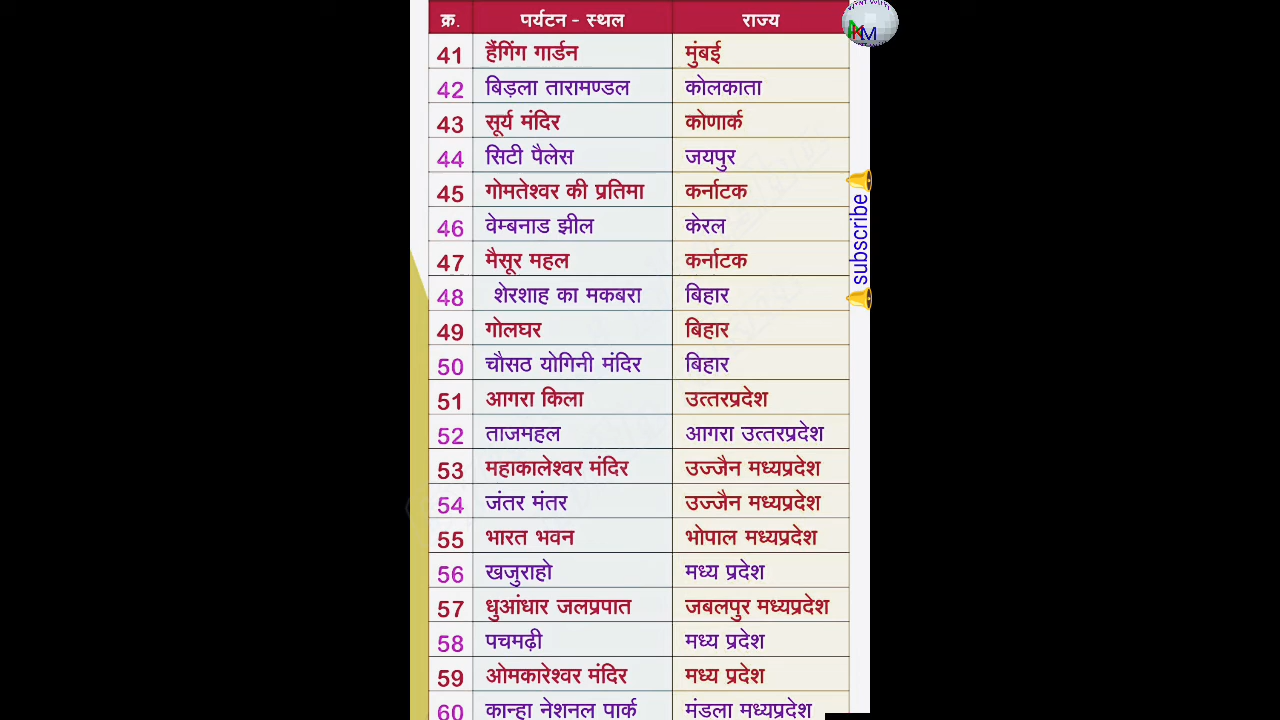 क्र. पर्यटन - स्थल राज्य
41 हैंगिंग गार्डन मुंबई
42 बिड़ला तारामण्डल कोलकाता
43 सूर्य मंदिर कोणार्क
44 सिटी पैलेस जयपुर
45 गोमतेश्वर की प्रतिमा कर्नाटक
46 वेम्बनाड झील केरल
47 मैसूर महल कर्नाटक
48 शेरशाह का मकबरा बिहार
49 गोलघर बिहार
50 चौसठ योगिनी मंदिर बिहार
51 आगरा किला उत्तरप्रदेश
52 ताजमहल आगरा उत्तरप्रदेश
53 महाकालेश्वर मंदिर उज्जैन मध्यप्रदेश
54 जंतर मंतर उज्जैन मध्यप्रदेश
55 भारत भवन भोपाल मध्यप्रदेश
56 खजुराहो मध्य प्रदेश
57 धुआंधार जलप्रपात जबलपुर मध्यप्रदेश
58 पचमढ़ी मध्य प्रदेश
59 ओमकारेश्वर मंदिर मध्य प्रदेश
60 कान्हा नेशनल पार्क मंडला मध्यप्रदेश
AKM
subscribe